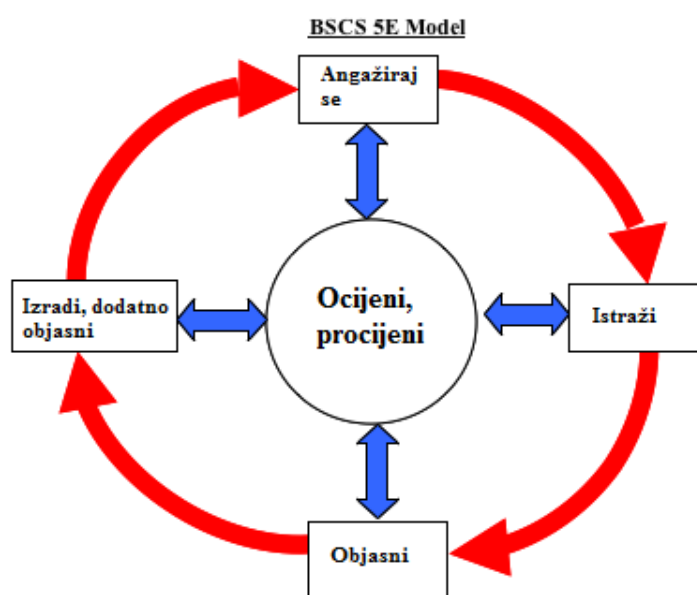 BSCS 5E Model
Angažiraj
se
Izradi, dodatno
objasni
Ocijeni,
procijeni
Istraži
Objasni